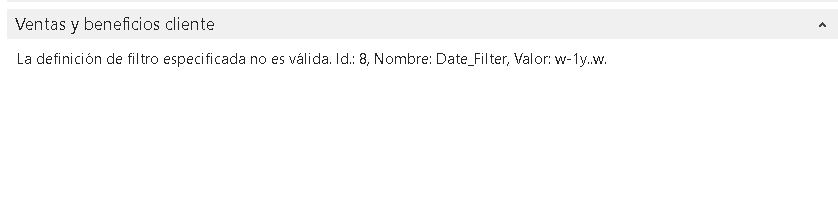 Ventas y beneficios cliente
La definición de filtro especificada no es válida. Id.: 8, Nombre: Date_Filter, Valor: w-1y..w.